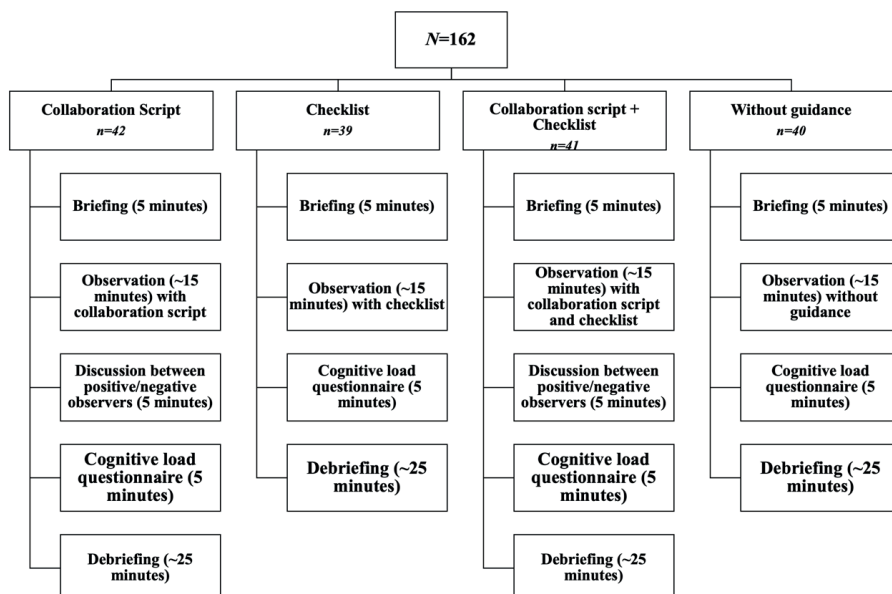 N=162
Collaboration Script
n=42
Checklist
n=39
Collaboration script +
Checklist
n=41
Without guidance
n=40
Briefing (5 minutes)
Observation (~15
minutes) with
collaboration script
Discussion between
positive/negative
observers (5 minutes)
Cognitive load
questionnaire (5
minutes)
Debriefing (~25
minutes)
Briefing (5 minutes)
Observation (~15
minutes) with checklist
Cognitive load
questionnaire (5
minutes)
Debriefing (~25
minutes)
Briefing (5 minutes)
Observation (~15
minutes) with
collaboration script
and checklist
Discussion between
positive/negative
observers (5 minutes)
Cognitive load
questionnaire (5
minutes)
Debriefing (~25
minutes)
Briefing (5 minutes)
Observation (~15
minutes) without
guidance
Cognitive load
questionnaire (5
minutes)
Debriefing (~25
minutes)